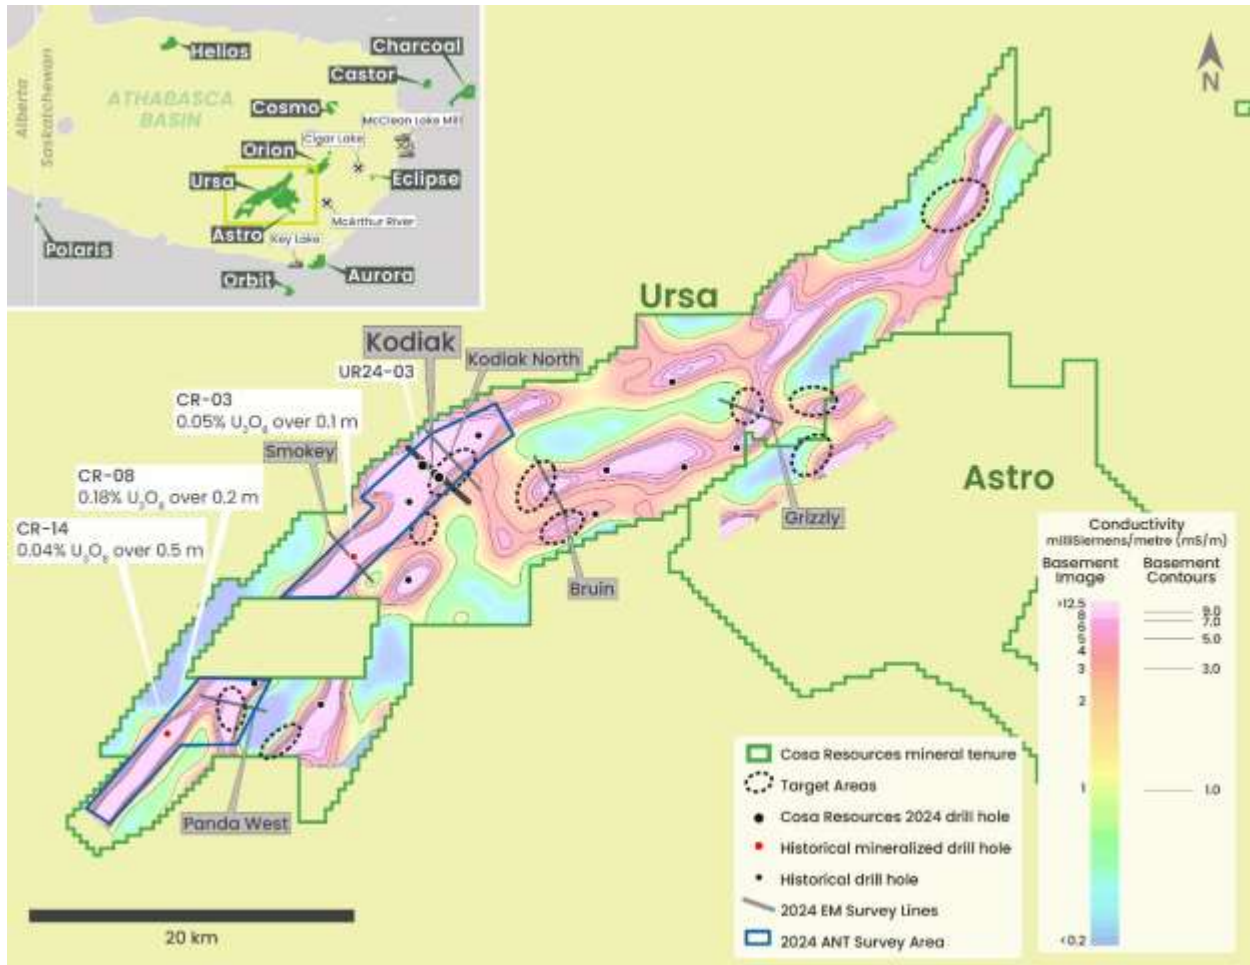 Helios
Charcoal
Castor
Alberta
Saskatchewan
ATHABASCA
BASIN
Cosmo
McClean Lake Mill
Cigar Lake
Orion
Ursa
Eclipse
McArthur River
Astro
Key Lake
Polaris
Orbit
Aurora
N
Ursa
Kodiak
Kodiak North
UR24-03
CR-03
0.05% U₃O₈ over 0.1 m
Smokey
CR-08
0.18% U₃O₈ over 0.2 m
CR-14
0.04% U₃O₈ over 0.5 m
Astro
Grizzly
Bruin
Panda West
Conductivity
milliSiemens/metre (mS/m)
Basement Image
Basement Contours
>12.5
8
6
5
4
3
2
1
<0.2
9.0
7.0
5.0
3.0
1.0
Cosa Resources mineral tenure
Target Areas
Cosa Resources 2024 drill hole
Historical mineralized drill hole
Historical drill hole
2024 EM Survey Lines
2024 ANT Survey Area
20 km